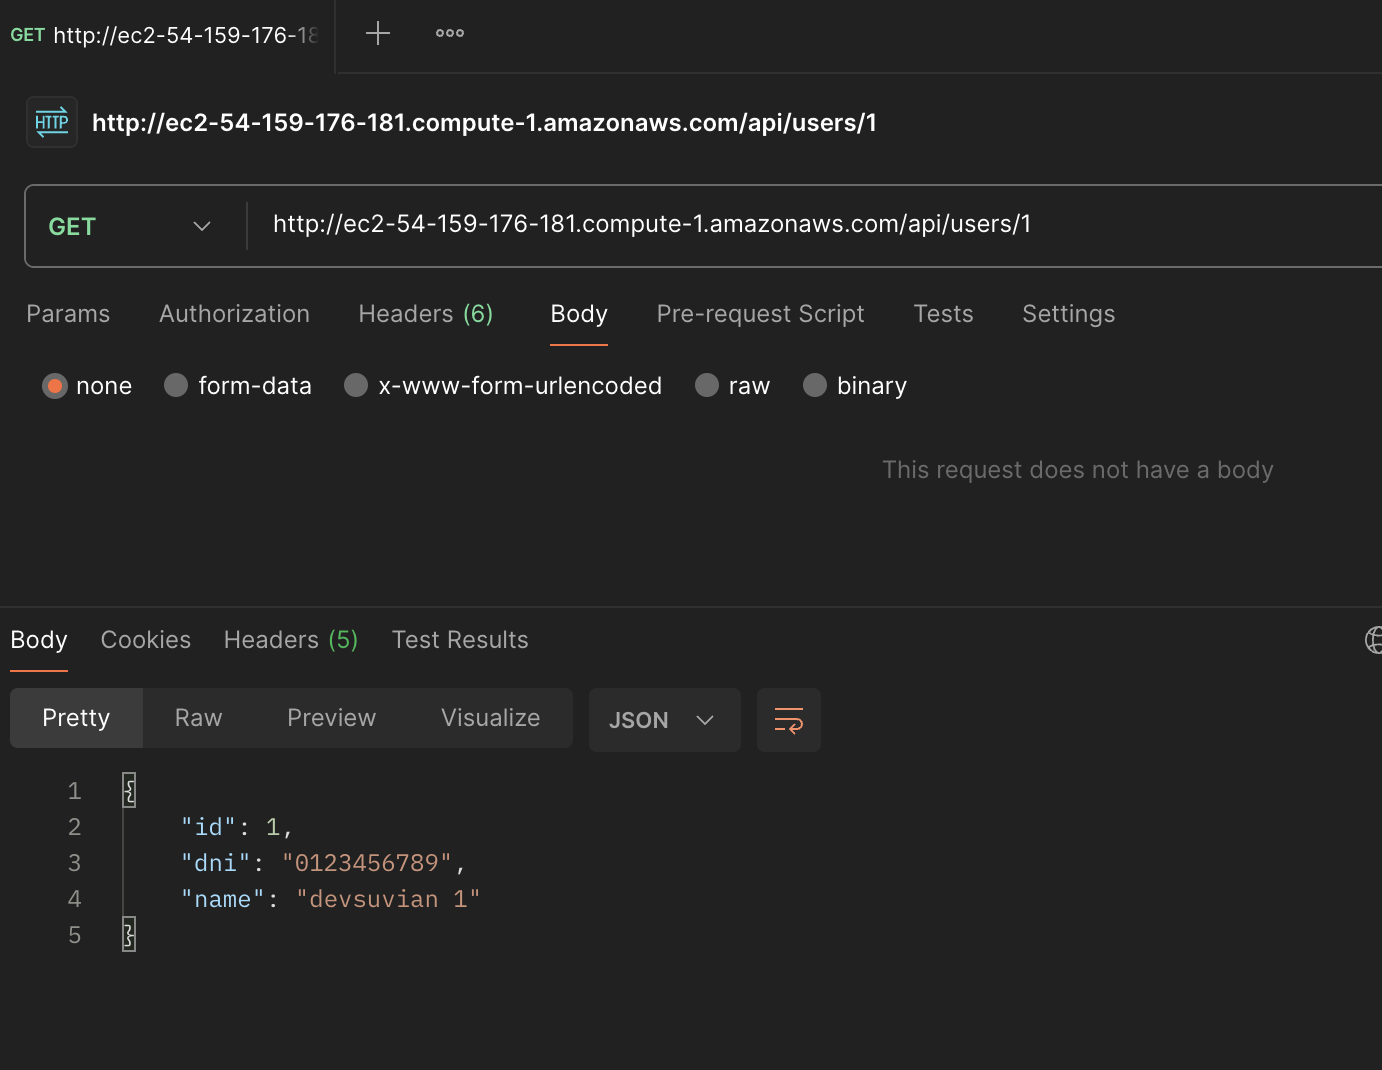 GET http://ec2-54-159-176-18
HTTP http://ec2-54-159-176-181.compute-1.amazonaws.com/api/users/1
GET http://ec2-54-159-176-181.compute-1.amazonaws.com/api/users/1
Params Authorization Headers (6) Body Pre-request Script Tests Settings
none form-data x-www-form-urlencoded raw binary
This request does not have a body
Body Cookies Headers (5) Test Results
Pretty Raw Preview Visualize JSON
1 {
2 "id": 1,
3 "dni": "0123456789",
4 "name": "devsuvian 1"
5 }